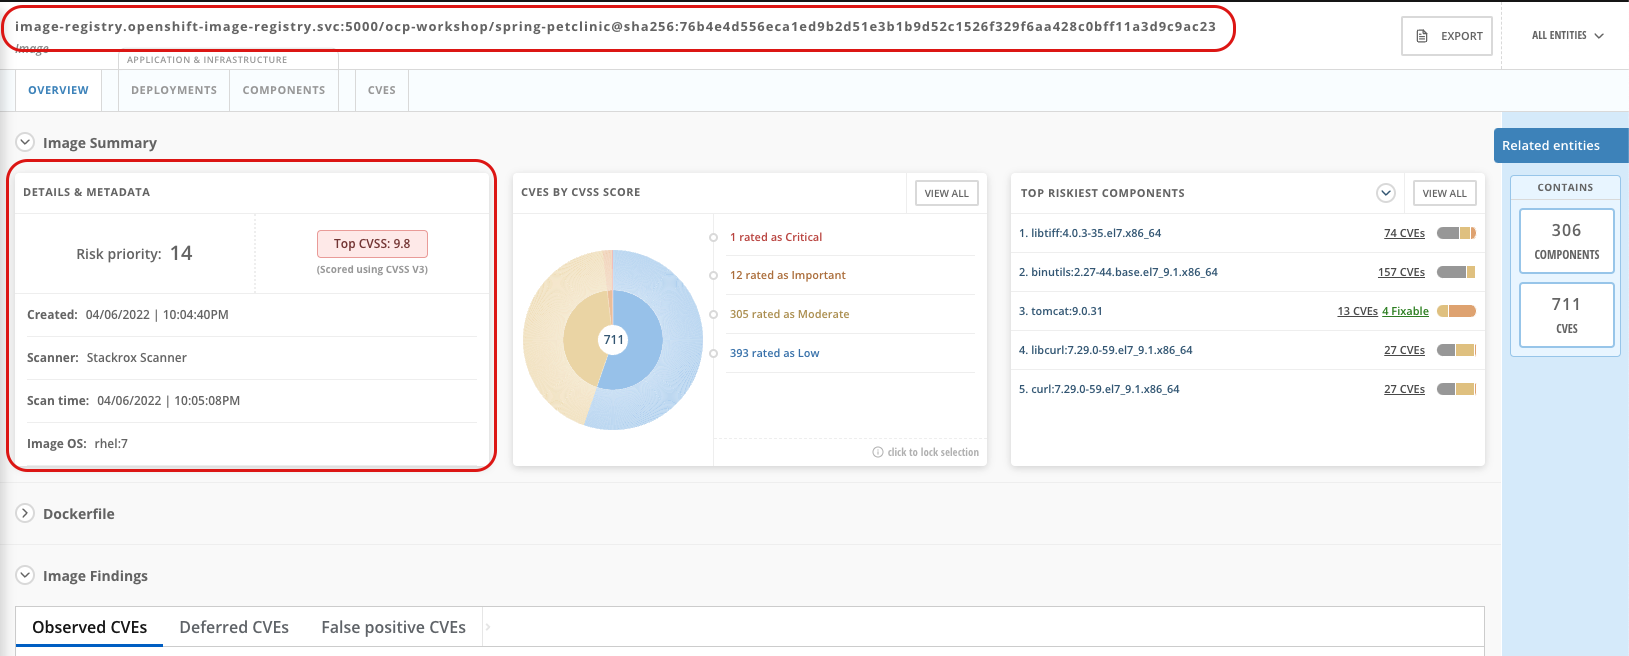 image-registry.openshift-image-registry.svc:5000/ocp-workshop/spring-petclinic@sha256:76b4e4d556eca1ed9b2d51e3b1b9d52c1526f329f6aa428c0bff11a3d9c9ac23
Image
EXPORT
ALL ENTITIES
APPLICATION & INFRASTRUCTURE
OVERVIEW
DEPLOYMENTS
COMPONENTS
CVES
Image Summary
Related entities
DETAILS & METADATA
Risk priority: 14
Top CVSS: 9.8
(Scored using CVSS V3)
Created: 04/06/2022 | 10:04:40PM
Scanner: Stackrox Scanner
Scan time: 04/06/2022 | 10:05:08PM
Image OS: rhel:7
CVES BY CVSS SCORE
VIEW ALL
711
1 rated as Critical
12 rated as Important
305 rated as Moderate
393 rated as Low
click to lock selection
TOP RISKIEST COMPONENTS
VIEW ALL
1. libtiff:4.0.3-35.el7.x86_64 74 CVEs
2. binutils:2.27-44.base.el7_9.1.x86_64 157 CVEs
3. tomcat:9.0.31 13 CVEs 4 Fixable
4. libcurl:7.29.0-59.el7_9.1.x86_64 27 CVEs
5. curl:7.29.0-59.el7_9.1.x86_64 27 CVEs
CONTAINS
306
COMPONENTS
711
CVES
Dockerfile
Image Findings
Observed CVEs
Deferred CVEs
False positive CVEs